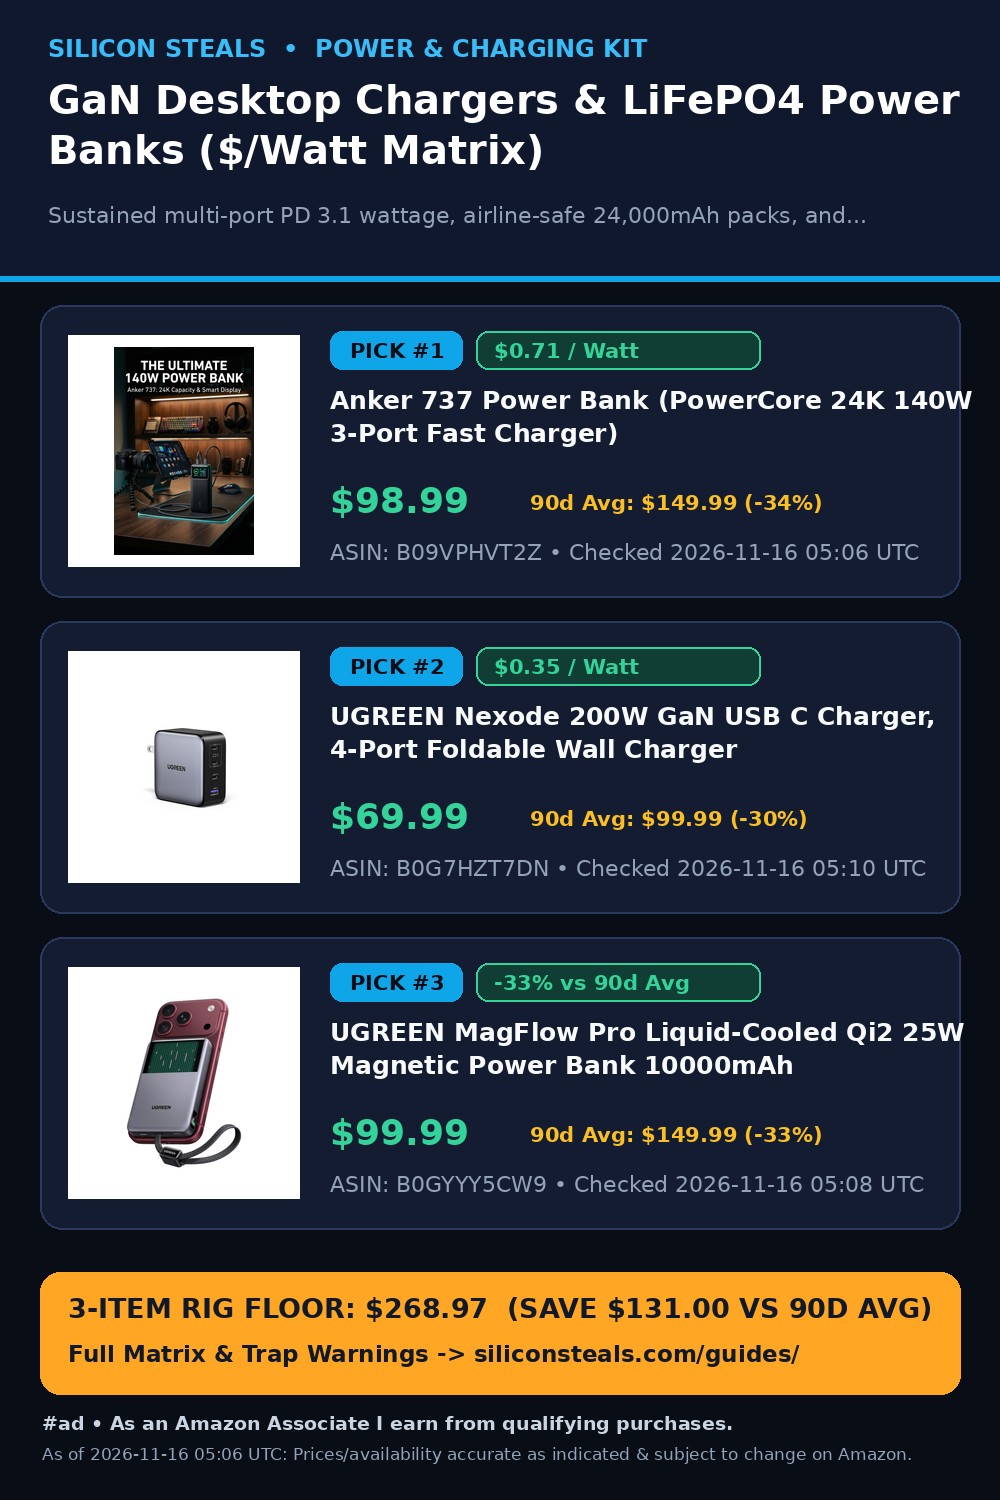 SILICON STEALS • POWER & CHARGING KIT
GaN Desktop Chargers & LiFePO4 Power
Banks ($/Watt Matrix)
Sustained multi-port PD 3.1 wattage, airline-safe 24,000mAh packs, and...
THE ULTIMATE
140W POWER BANK
Anker 737: 24K Capacity & Smart Display
PICK #1
$0.71 / Watt
Anker 737 Power Bank (PowerCore 24K 140W
3-Port Fast Charger)
$98.99
90d Avg: $149.99 (-34%)
ASIN: B09VPHVT2Z • Checked 2026-11-16 05:06 UTC
UGREEN
PICK #2
$0.35 / Watt
UGREEN Nexode 200W GaN USB C Charger,
4-Port Foldable Wall Charger
$69.99
90d Avg: $99.99 (-30%)
ASIN: B0G7HZT7DN • Checked 2026-11-16 05:10 UTC
UGREEN
PICK #3
-33% vs 90d Avg
UGREEN MagFlow Pro Liquid-Cooled Qi2 25W
Magnetic Power Bank 10000mAh
$99.99
90d Avg: $149.99 (-33%)
ASIN: B0GYYY5CW9 • Checked 2026-11-16 05:08 UTC
3-ITEM RIG FLOOR: $268.97 (SAVE $131.00 VS 90D AVG)
Full Matrix & Trap Warnings -> siliconsteals.com/guides/
#ad • As an Amazon Associate I earn from qualifying purchases.
As of 2026-11-16 05:06 UTC: Prices/availability accurate as indicated & subject to change on Amazon.